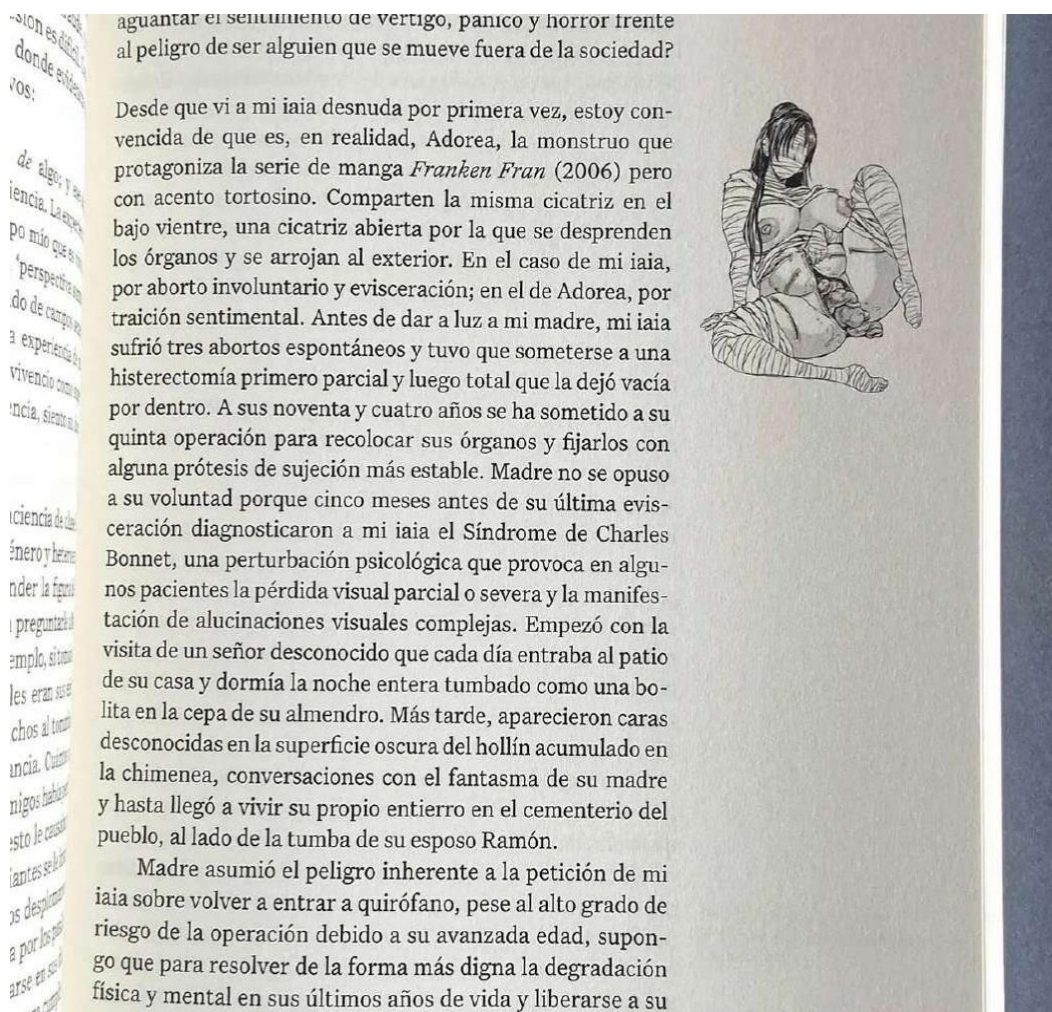 aguantar el sentimiento de vértigo, pánico y horror frente
al peligro de ser alguien que se mueve fuera de la sociedad?
Desde que vi a mi iaia desnuda por primera vez, estoy con-
vencida de que es, en realidad, Adorea, la monstruo que
protagoniza la serie de manga Franken Fran (2006) pero
con acento tortosino. Comparten la misma cicatriz en el
bajo vientre, una cicatriz abierta por la que se desprenden
los órganos y se arrojan al exterior. En el caso de mi iaia,
por aborto involuntario y evisceración; en el de Adorea, por
traición sentimental. Antes de dar a luz a mi madre, mi iaia
sufrió tres abortos espontáneos y tuvo que someterse a una
histerectomía primero parcial y luego total que la dejó vacía
por dentro. A sus noventa y cuatro años se ha sometido a su
quinta operación para recolocar sus órganos y fijarlos con
alguna prótesis de sujeción más estable. Madre no se opuso
a su voluntad porque cinco meses antes de su última evis-
ceración diagnosticaron a mi iaia el Síndrome de Charles
Bonnet, una perturbación psicológica que provoca en algu-
nos pacientes la pérdida visual parcial o severa y la manifes-
tación de alucinaciones visuales complejas. Empezó con la
visita de un señor desconocido que cada día entraba al patio
de su casa y dormía la noche entera tumbado como una bo-
lita en la cepa de su almendro. Más tarde, aparecieron caras
desconocidas en la superficie oscura del hollín acumulado en
la chimenea, conversaciones con el fantasma de su madre
y hasta llegó a vivir su propio entierro en el cementerio del
pueblo, al lado de la tumba de su esposo Ramón.
Madre asumió el peligro inherente a la petición de mi
iaia sobre volver a entrar a quirófano, pese al alto grado de
riesgo de la operación debido a su avanzada edad, supon-
go que para resolver de la forma más digna la degradación
física y mental en sus últimos años de vida y liberarse a su